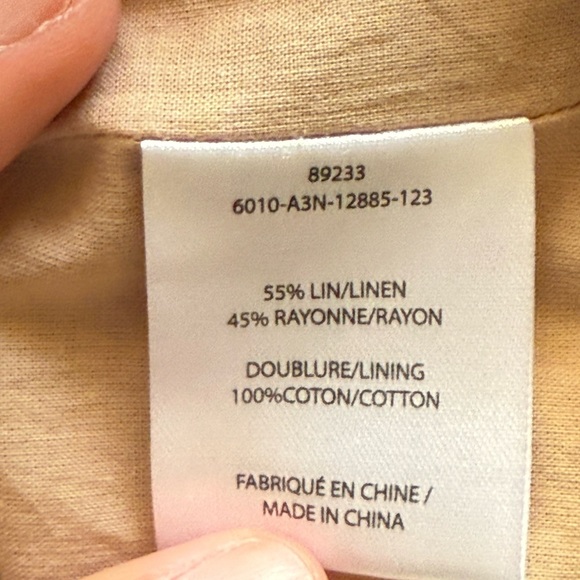 89233
6010-A3N-12885-123
55% LIN/LINEN
45% RAYONNE/RAYON
DOUBLURE/LINING
100%COTON/COTTON
FABRIQUÉ EN CHINE /
MADE IN CHINA